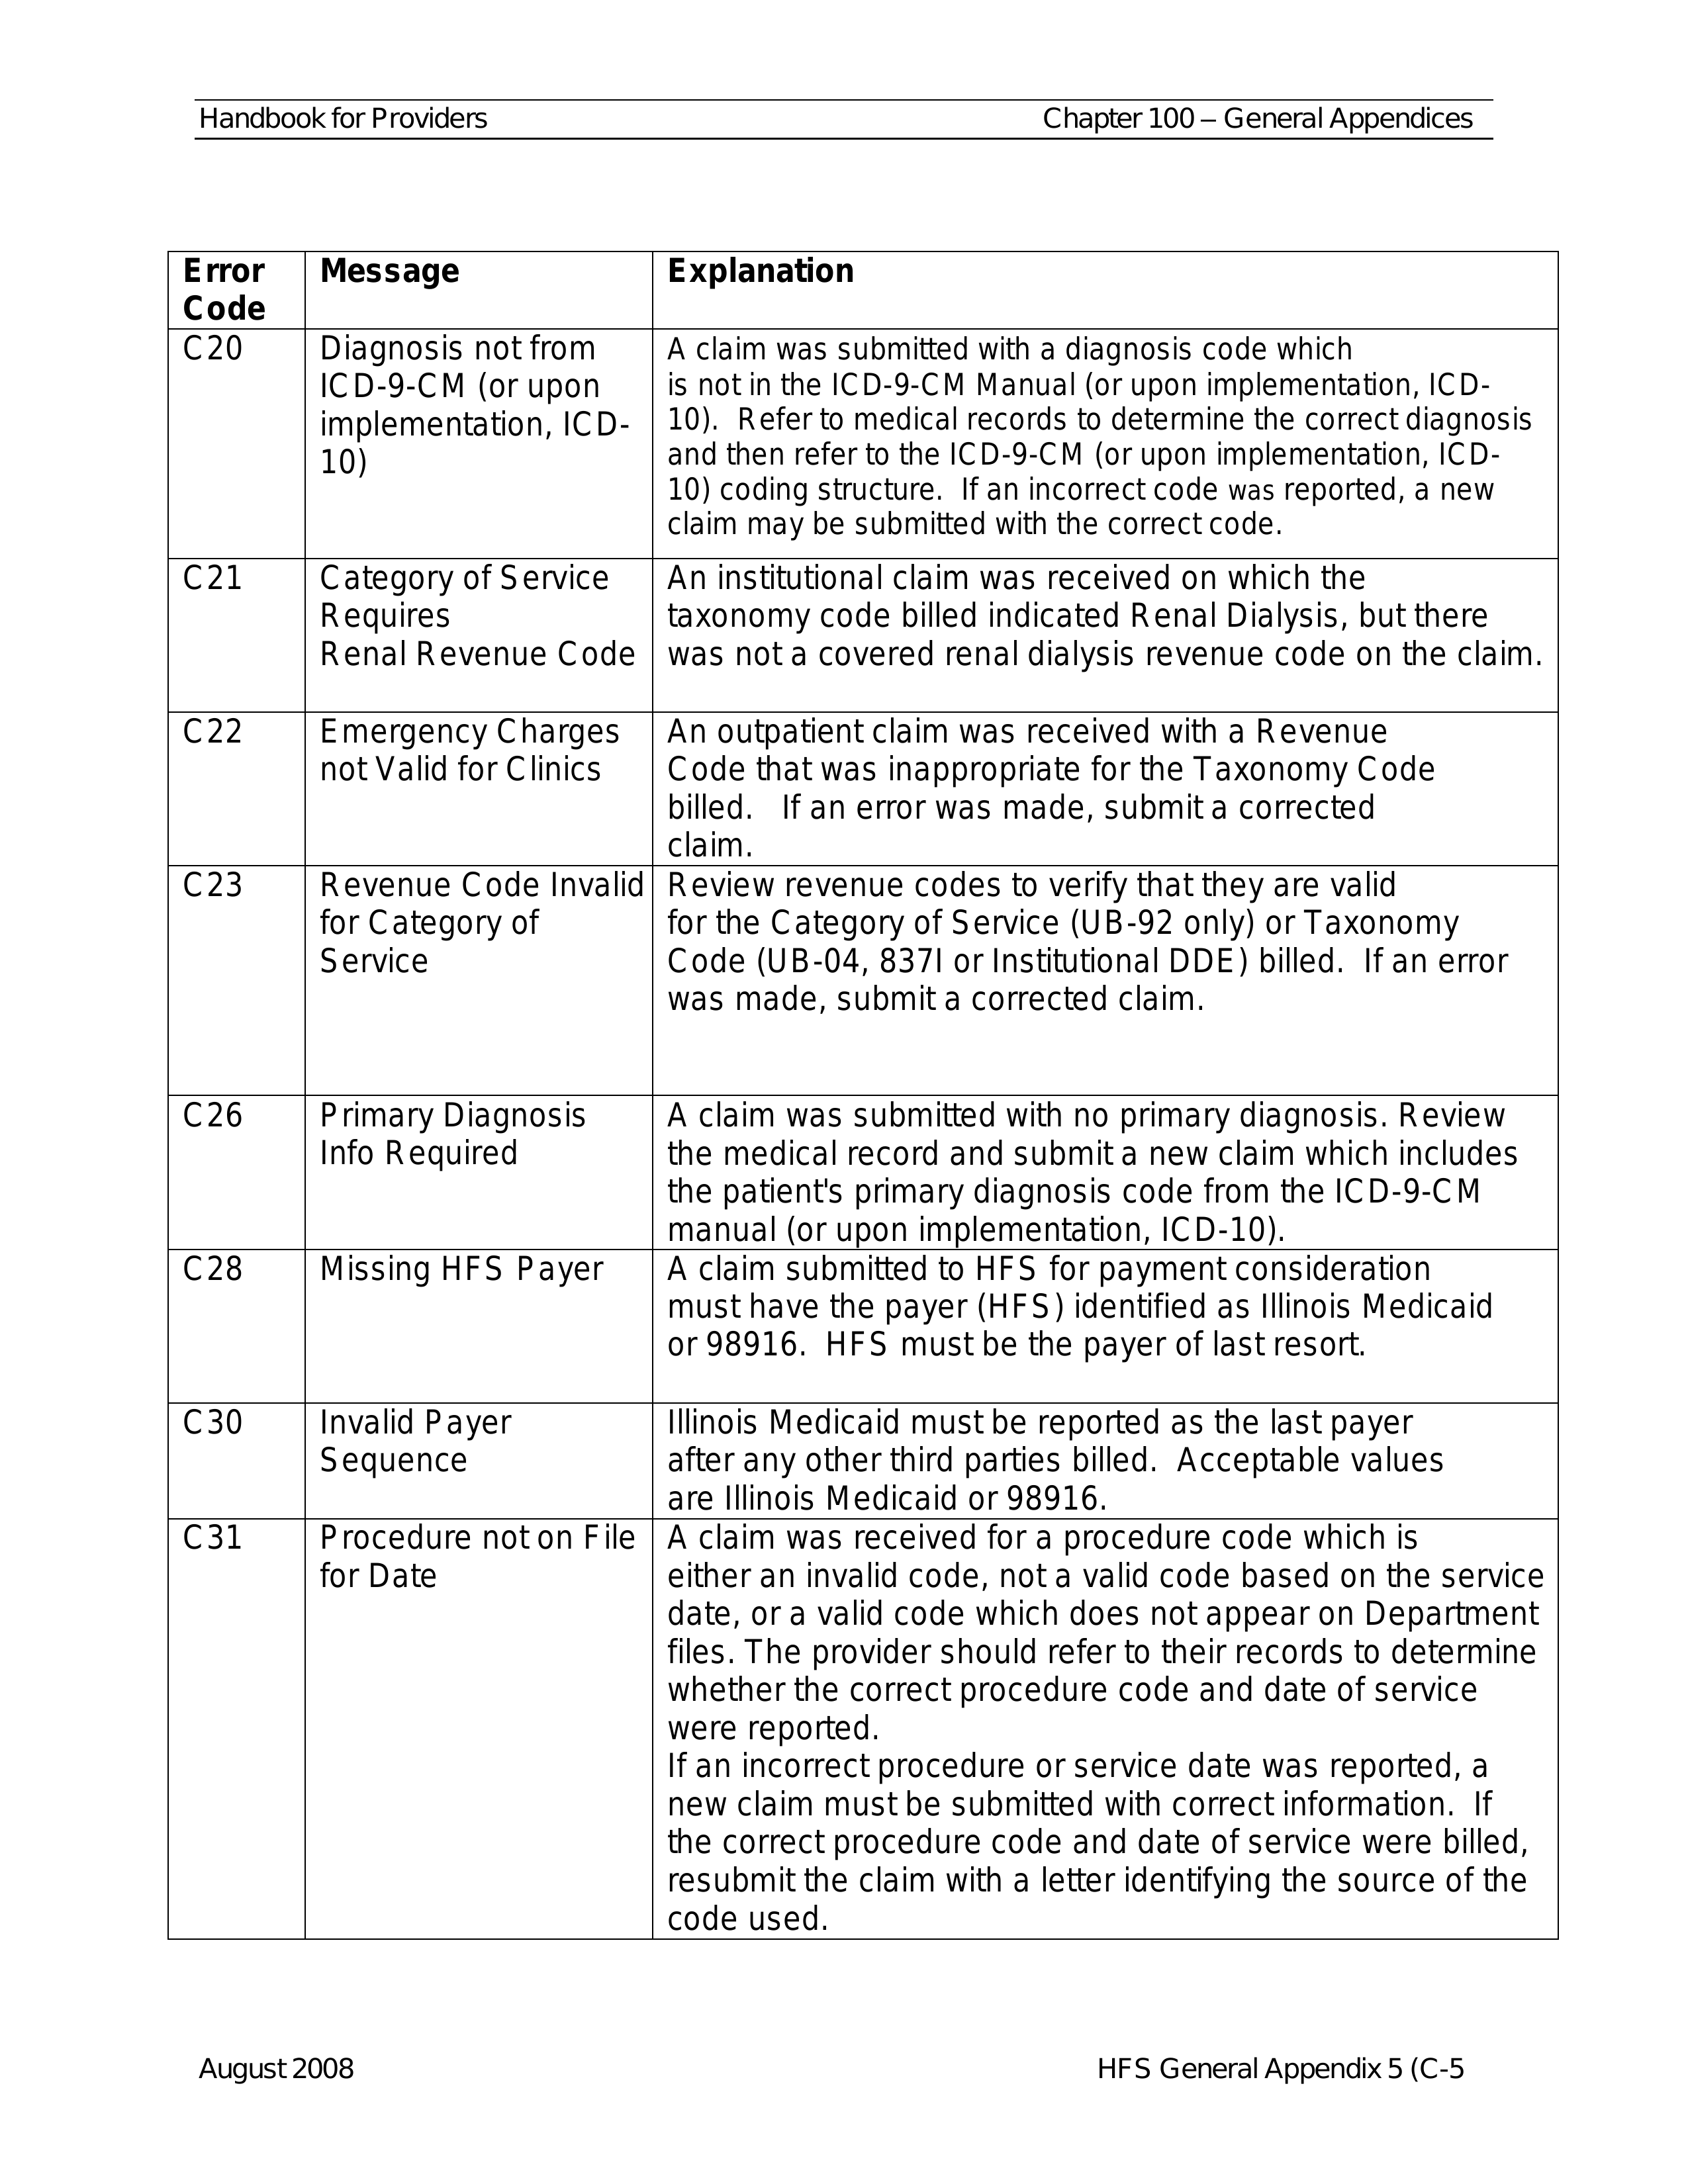 Handbook for Providers
Chapter 100 – General Appendices
Error
Code
Message
Explanation
C20
Diagnosis not from
ICD-9-CM (or upon
implementation, ICD-
10)
A claim was submitted with a diagnosis code which
is not in the ICD-9-CM Manual (or upon implementation, ICD-
10).  Refer to medical records to determine the correct diagnosis
and then refer to the ICD-9-CM (or upon implementation, ICD-
10) coding structure.  If an incorrect code was reported, a new
claim may be submitted with the correct code.
C21
Category of Service
Requires
Renal Revenue Code
An institutional claim was received on which the
taxonomy code billed indicated Renal Dialysis, but there
was not a covered renal dialysis revenue code on the claim.
C22
Emergency Charges
not Valid for Clinics
An outpatient claim was received with a Revenue
Code that was inappropriate for the Taxonomy Code
billed.   If an error was made, submit a corrected
claim.
C23
Revenue Code Invalid
for Category of
Service
Review revenue codes to verify that they are valid
for the Category of Service (UB-92 only) or Taxonomy
Code (UB-04, 837I or Institutional DDE) billed.  If an error
was made, submit a corrected claim.
C26
Primary Diagnosis
Info Required
A claim was submitted with no primary diagnosis. Review
the medical record and submit a new claim which includes
the patient's primary diagnosis code from the ICD-9-CM
manual (or upon implementation, ICD-10).
C28
Missing HFS Payer
A claim submitted to HFS for payment consideration
must have the payer (HFS) identified as Illinois Medicaid
or 98916.  HFS must be the payer of last resort.
C30
Invalid Payer
Sequence
Illinois Medicaid must be reported as the last payer
after any other third parties billed.  Acceptable values
are Illinois Medicaid or 98916.
C31
Procedure not on File
for Date
A claim was received for a procedure code which is
either an invalid code, not a valid code based on the service
date, or a valid code which does not appear on Department
files. The provider should refer to their records to determine
whether the correct procedure code and date of service
were reported.
If an incorrect procedure or service date was reported, a
new claim must be submitted with correct information.  If
the correct procedure code and date of service were billed,
resubmit the claim with a letter identifying the source of the
code used.
August 2008
HFS General Appendix 5 (C-5